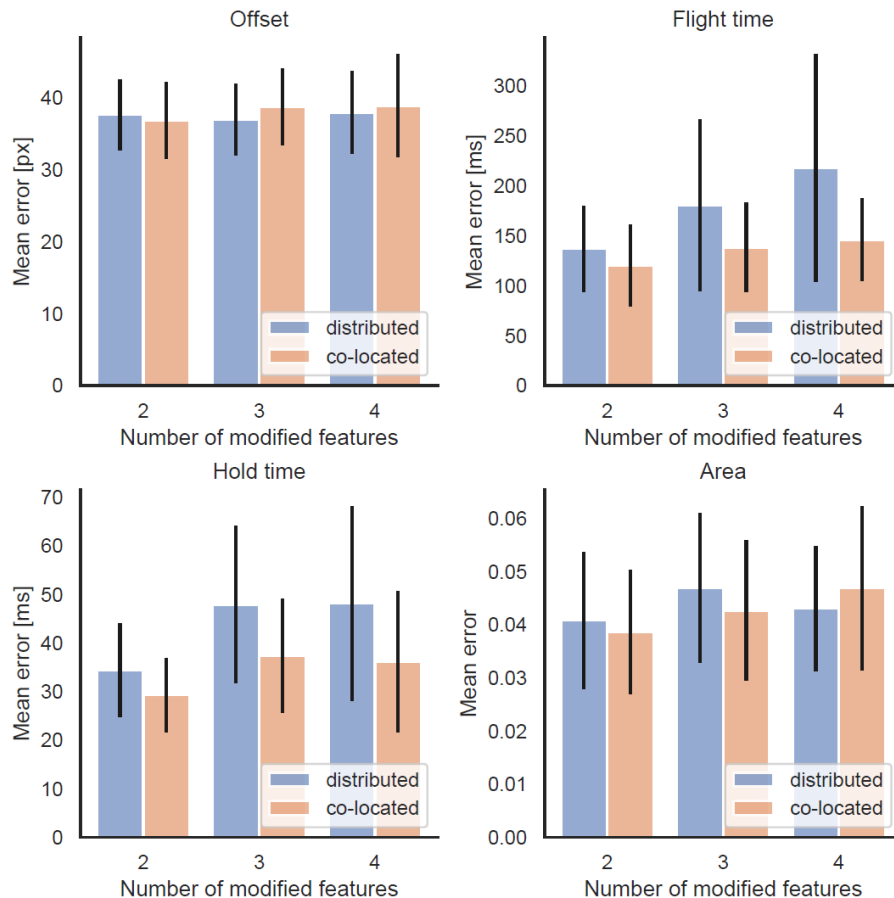 Offset
Mean error [px]
40
30
20
10
0
distributed
co-located
2 3 4
Number of modified features
Flight time
Mean error [ms]
300
250
200
150
100
50
0
distributed
co-located
2 3 4
Number of modified features
Hold time
Mean error [ms]
70
60
50
40
30
20
10
0
distributed
co-located
2 3 4
Number of modified features
Area
Mean error
0.06
0.05
0.04
0.03
0.02
0.01
0.00
distributed
co-located
2 3 4
Number of modified features